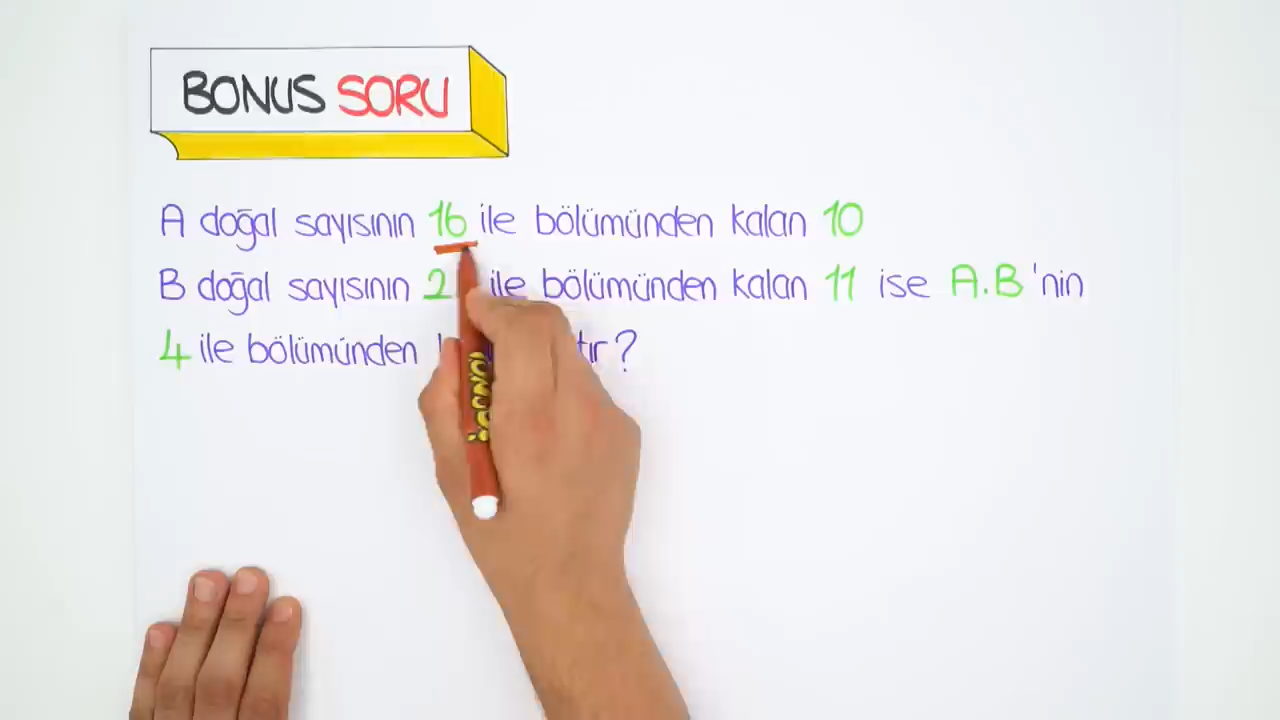 BONUS SORU
A doğal sayısının 16 ile bölümünden kalan 10
B doğal sayısının 2 ile bölümünden kalan 11 ise A.B'nin
4 ile bölümünden tır?